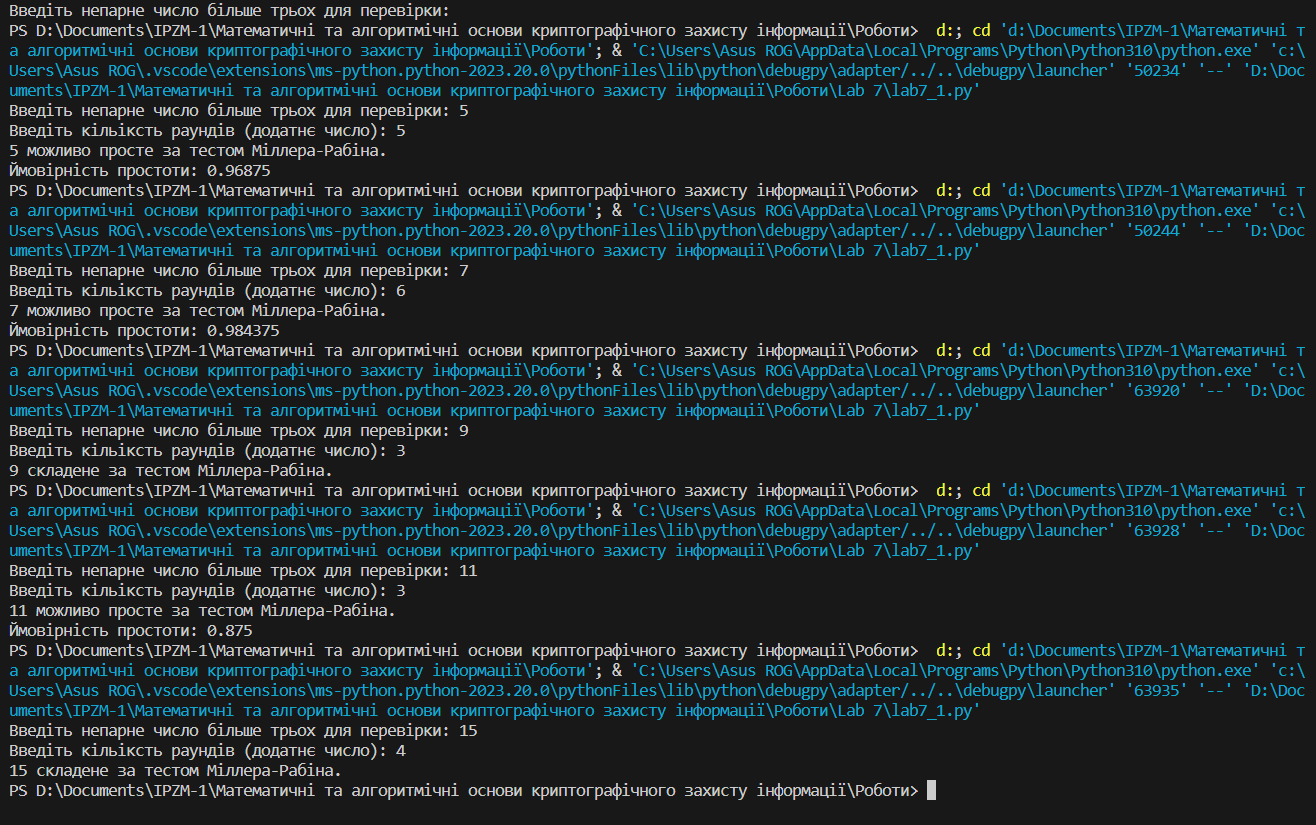 Введіть непарне число більше трьох для перевірки:
PS D:\Documents\IPZM-1\Математичні та алгоритмічні основи криптографічного захисту інформації\Роботи>  d:; cd 'd:\Documents\IPZM-1\Математичні т
а алгоритмічні основи криптографічного захисту інформації\Роботи'; & 'C:\Users\Asus ROG\AppData\Local\Programs\Python\Python310\python.exe' 'c:\
Users\Asus ROG\.vscode\extensions\ms-python.python-2023.20.0\pythonFiles\lib\python\debugpy\adapter/../..\debugpy\launcher' '50234' '--' 'D:\Doc
uments\IPZM-1\Математичні та алгоритмічні основи криптографічного захисту інформації\Роботи\Lab 7\lab7_1.py'
Введіть непарне число більше трьох для перевірки: 5
Введіть кільіксть раундів (додатнє число): 5
5 можливо просте за тестом Міллера-Рабіна.
Ймовірність простоти: 0.96875
PS D:\Documents\IPZM-1\Математичні та алгоритмічні основи криптографічного захисту інформації\Роботи>  d:; cd 'd:\Documents\IPZM-1\Математичні т
а алгоритмічні основи криптографічного захисту інформації\Роботи'; & 'C:\Users\Asus ROG\AppData\Local\Programs\Python\Python310\python.exe' 'c:\
Users\Asus ROG\.vscode\extensions\ms-python.python-2023.20.0\pythonFiles\lib\python\debugpy\adapter/../..\debugpy\launcher' '50244' '--' 'D:\Doc
uments\IPZM-1\Математичні та алгоритмічні основи криптографічного захисту інформації\Роботи\Lab 7\lab7_1.py'
Введіть непарне число більше трьох для перевірки: 7
Введіть кільіксть раундів (додатнє число): 6
7 можливо просте за тестом Міллера-Рабіна.
Ймовірність простоти: 0.984375
PS D:\Documents\IPZM-1\Математичні та алгоритмічні основи криптографічного захисту інформації\Роботи>  d:; cd 'd:\Documents\IPZM-1\Математичні т
а алгоритмічні основи криптографічного захисту інформації\Роботи'; & 'C:\Users\Asus ROG\AppData\Local\Programs\Python\Python310\python.exe' 'c:\
Users\Asus ROG\.vscode\extensions\ms-python.python-2023.20.0\pythonFiles\lib\python\debugpy\adapter/../..\debugpy\launcher' '63920' '--' 'D:\Doc
uments\IPZM-1\Математичні та алгоритмічні основи криптографічного захисту інформації\Роботи\Lab 7\lab7_1.py'
Введіть непарне число більше трьох для перевірки: 9
Введіть кільіксть раундів (додатнє число): 3
9 складене за тестом Міллера-Рабіна.
PS D:\Documents\IPZM-1\Математичні та алгоритмічні основи криптографічного захисту інформації\Роботи>  d:; cd 'd:\Documents\IPZM-1\Математичні т
а алгоритмічні основи криптографічного захисту інформації\Роботи'; & 'C:\Users\Asus ROG\AppData\Local\Programs\Python\Python310\python.exe' 'c:\
Users\Asus ROG\.vscode\extensions\ms-python.python-2023.20.0\pythonFiles\lib\python\debugpy\adapter/../..\debugpy\launcher' '63928' '--' 'D:\Doc
uments\IPZM-1\Математичні та алгоритмічні основи криптографічного захисту інформації\Роботи\Lab 7\lab7_1.py'
Введіть непарне число більше трьох для перевірки: 11
Введіть кільіксть раундів (додатнє число): 3
11 можливо просте за тестом Міллера-Рабіна.
Ймовірність простоти: 0.875
PS D:\Documents\IPZM-1\Математичні та алгоритмічні основи криптографічного захисту інформації\Роботи>  d:; cd 'd:\Documents\IPZM-1\Математичні т
а алгоритмічні основи криптографічного захисту інформації\Роботи'; & 'C:\Users\Asus ROG\AppData\Local\Programs\Python\Python310\python.exe' 'c:\
Users\Asus ROG\.vscode\extensions\ms-python.python-2023.20.0\pythonFiles\lib\python\debugpy\adapter/../..\debugpy\launcher' '63935' '--' 'D:\Doc
uments\IPZM-1\Математичні та алгоритмічні основи криптографічного захисту інформації\Роботи\Lab 7\lab7_1.py'
Введіть непарне число більше трьох для перевірки: 15
Введіть кільіксть раундів (додатнє число): 4
15 складене за тестом Міллера-Рабіна.
PS D:\Documents\IPZM-1\Математичні та алгоритмічні основи криптографічного захисту інформації\Роботи>